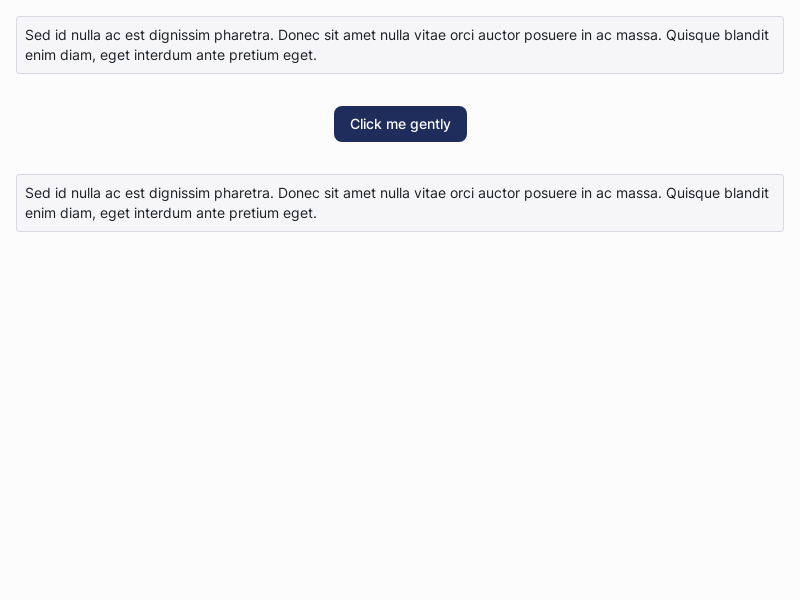 Sed id nulla ac est dignissim pharetra. Donec sit amet nulla vitae orci auctor posuere in ac massa. Quisque blandit
enim diam, eget interdum ante pretium eget.
Click me gently
Sed id nulla ac est dignissim pharetra. Donec sit amet nulla vitae orci auctor posuere in ac massa. Quisque blandit
enim diam, eget interdum ante pretium eget.